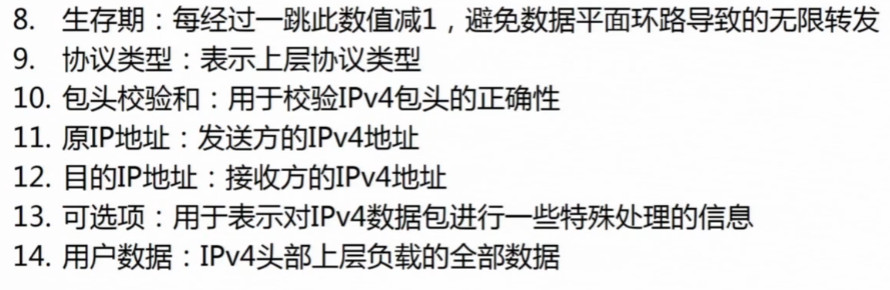 8. 生存期：每经过一跳此数值减1，避免数据平面环路导致的无限转发
9. 协议类型：表示上层协议类型
10. 包头校验和：用于校验IPv4包头的正确性
11. 原IP地址：发送方的IPv4地址
12. 目的IP地址：接收方的IPv4地址
13. 可选项：用于表示对IPv4数据包进行一些特殊处理的信息
14. 用户数据：IPv4头部上层负载的全部数据